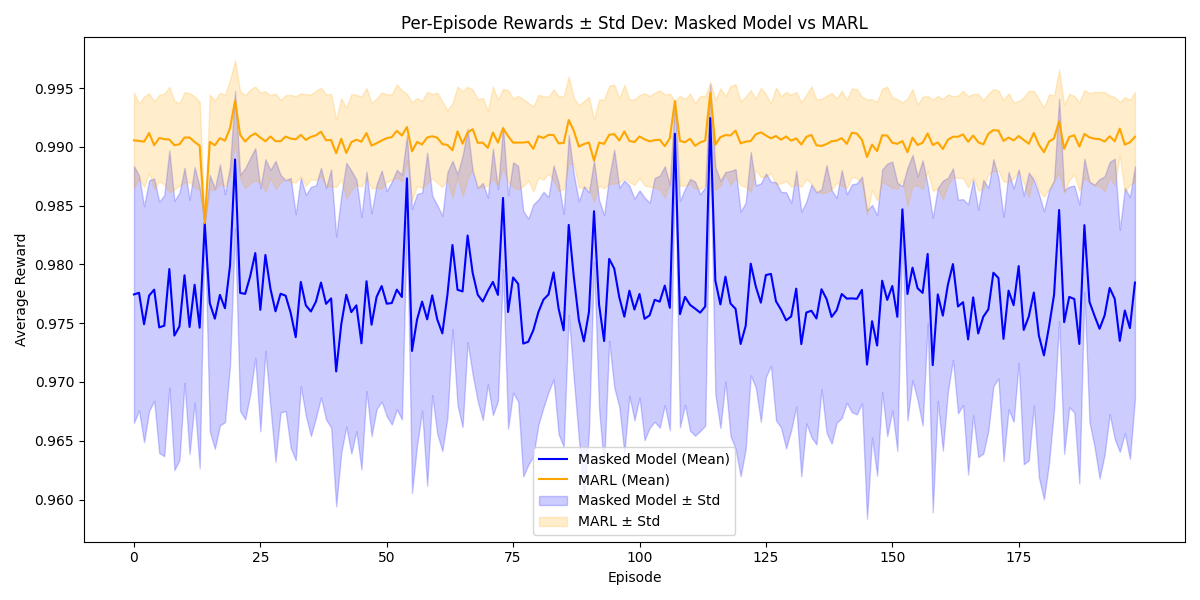 Per-Episode Rewards ± Std Dev: Masked Model vs MARL
Average Reward
0.995
0.990
0.985
0.980
0.975
0.970
0.965
0.960
Masked Model (Mean)
MARL (Mean)
Masked Model ± Std
MARL ± Std
0 25 50 75 100 125 150 175
Episode